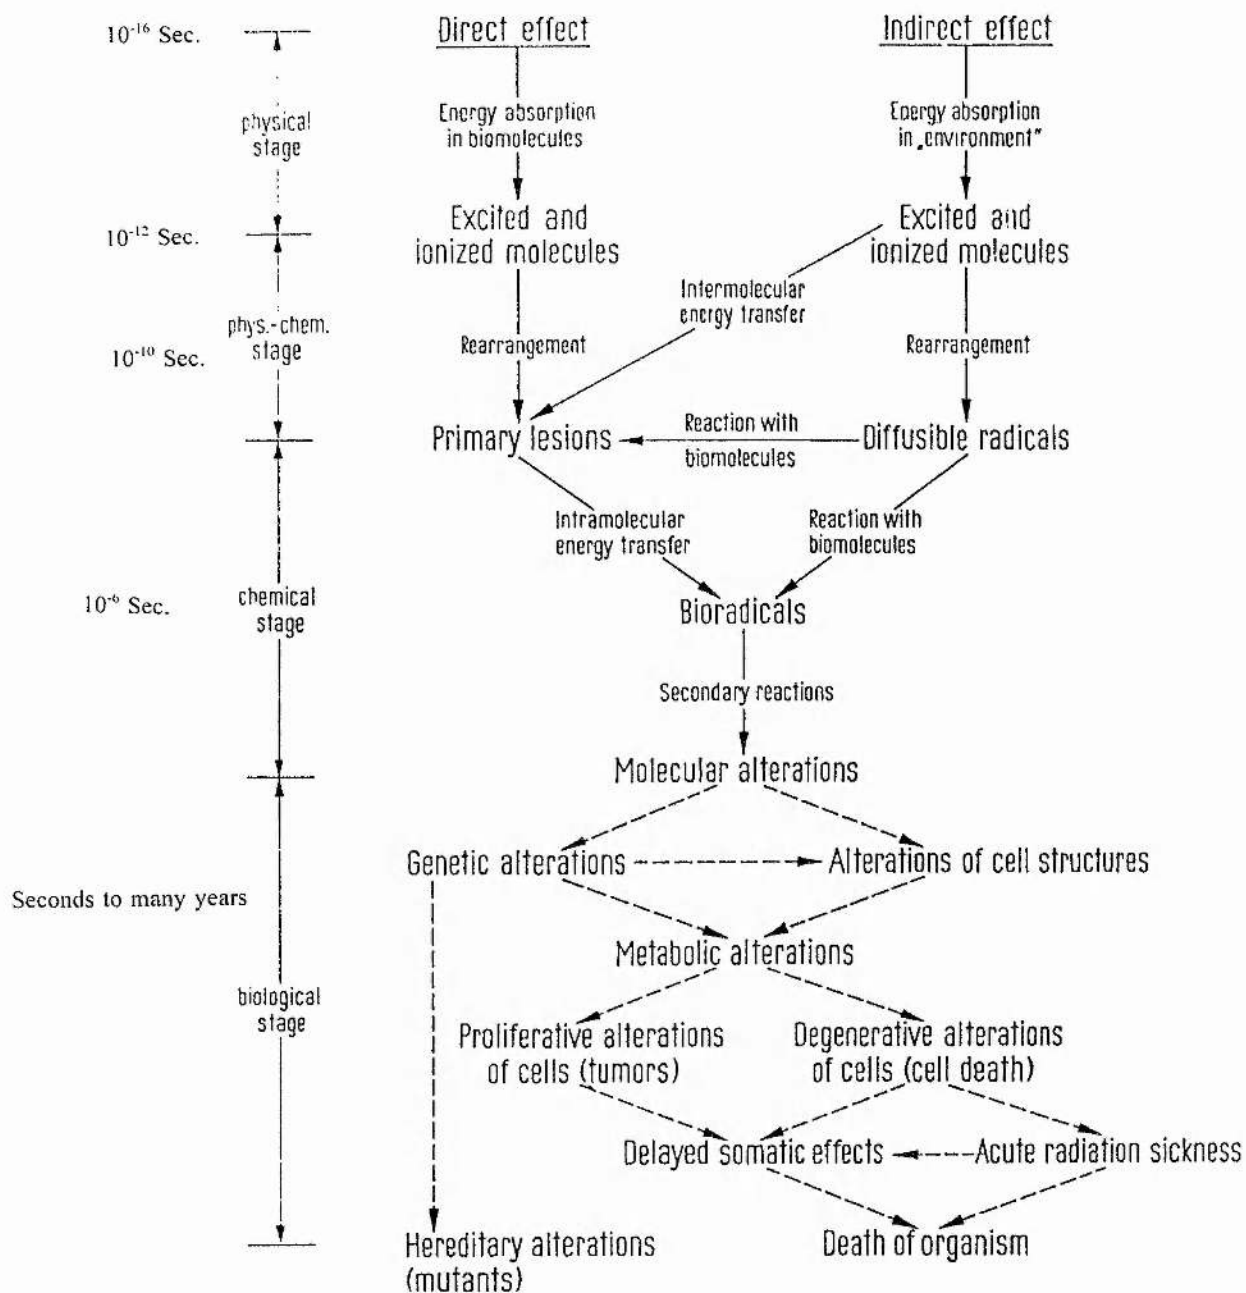 10⁻¹⁶ Sec.
Direct effect
Indirect effect
physical
stage
Energy absorption
in biomolecules
Energy absorption
in „environment"
10⁻¹² Sec.
Excited and
ionized molecules
Excited and
ionized molecules
phys.-chem.
stage
Intermolecular
energy transfer
10⁻¹⁰ Sec.
Rearrangement
Rearrangement
Primary lesions
Reaction with
biomolecules
Diffusible radicals
Intramolecular
energy transfer
Reaction with
biomolecules
10⁻⁶ Sec.
chemical
stage
Bioradicals
Secondary reactions
Molecular alterations
Genetic alterations
Alterations of cell structures
Seconds to many years
Metabolic alterations
biological
stage
Proliferative alterations
of cells (tumors)
Degenerative alterations
of cells (cell death)
Delayed somatic effects
Acute radiation sickness
Hereditary alterations
(mutants)
Death of organism